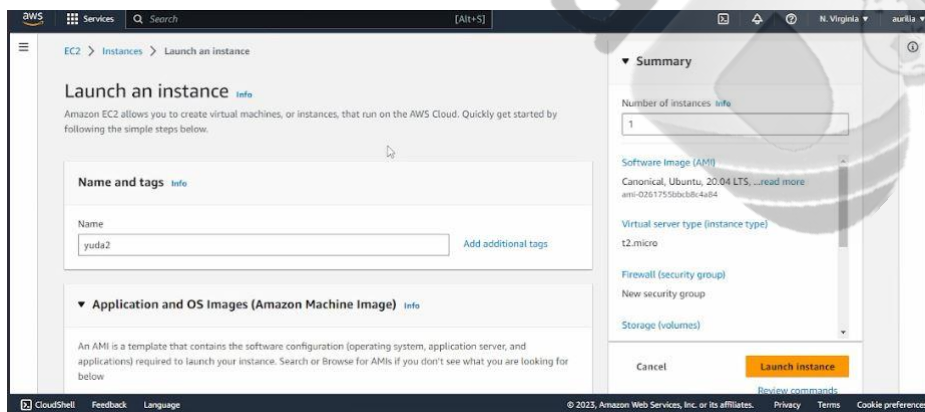 aws
Services
Search
[Alt+S]
N. Virginia
aurilia
EC2 > Instances > Launch an instance
Launch an instance Info
Amazon EC2 allows you to create virtual machines, or instances, that run on the AWS Cloud. Quickly get started by
following the simple steps below.
Name and tags Info
Name
yuda2
Add additional tags
Application and OS Images (Amazon Machine Image) Info
An AMI is a template that contains the software configuration (operating system, application server, and
applications) required to launch your instance. Search or Browse for AMIs if you don't see what you are looking for
below
Summary
Number of instances Info
1
Software Image (AMI)
Canonical, Ubuntu, 20.04 LTS, ...read more
ami-0261755bbcb8c4a84
Virtual server type (instance type)
t2.micro
Firewall (security group)
New security group
Storage (volumes)
Cancel
Launch instance
Review commands
CloudShell
Feedback
Language
© 2023, Amazon Web Services, Inc. or its affiliates.
Privacy
Terms
Cookie preferences